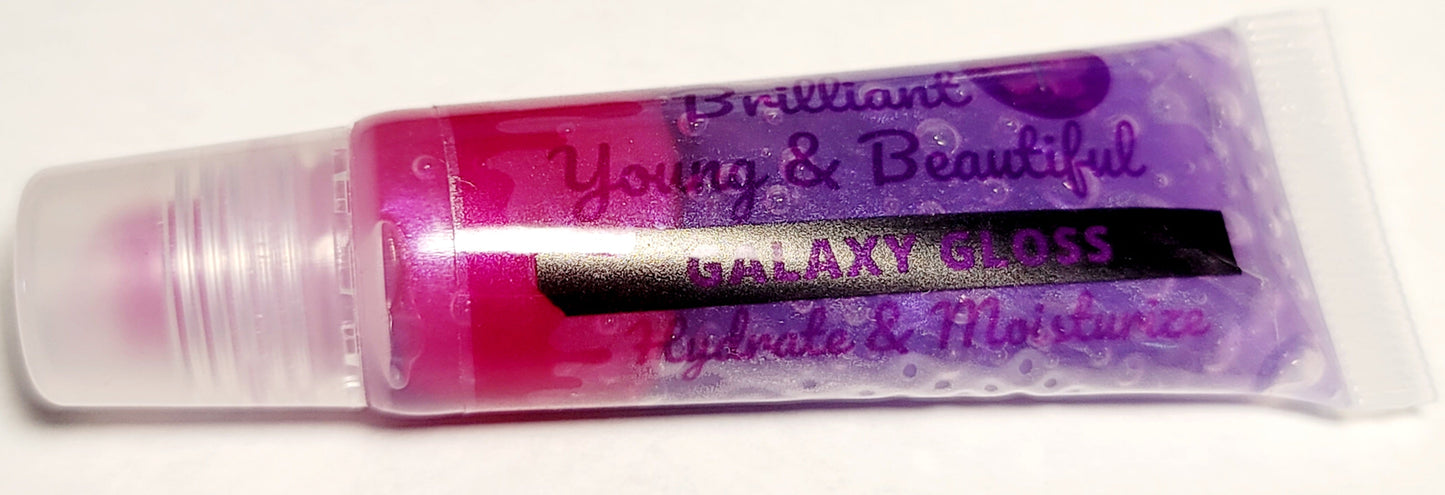 Brilliant
Young & Beautiful
GALAXY GLOSS
Hydrate & Moisturize